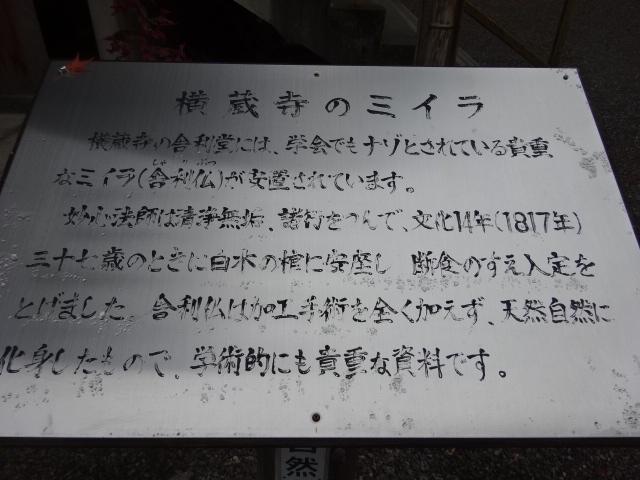 横蔵寺のミイラ
横蔵寺の舎利堂には、学会でもナゾとされている貴重
なミイラ(舎利仏)が安置されています。
妙心法師は清浄無垢、諸行をつんで、文化14年(1817年)
三十七歳のときに白木の棺に安座し 断食のすえ入定を
とげました。舎利仏は加工手術を全く加えず、天然自然に
化身したもので、学術的にも貴重な資料です。
自然